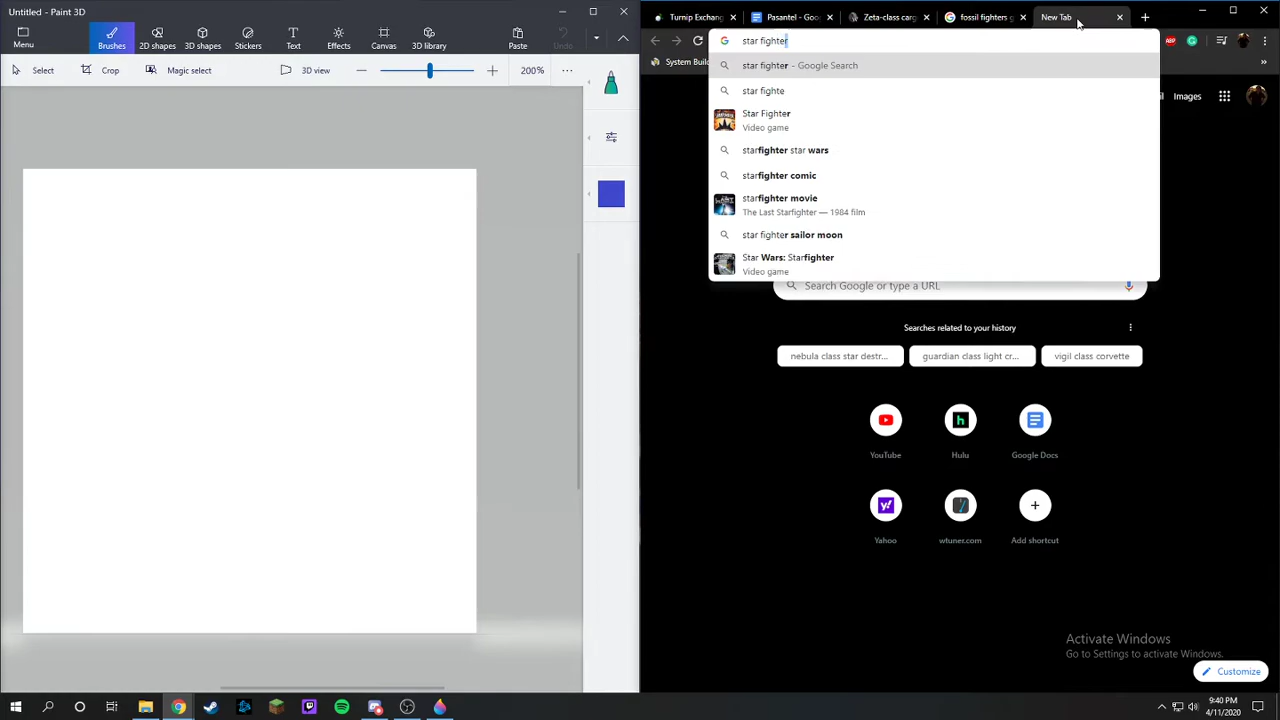 Untitled - Paint 3D
Menu
Brushes
2D shapes
3D shapes
Stickers
Text
Effects
Canvas
3D library
Paste
Undo
Select
Crop
Magic select
3D view
200%
Turnip Exchang
Pasantel - Goo
Zeta-class carg
fossil fighters g
New Tab
star fighter
System Buil
ABP
star fighter - Google Search
star fighte
Star Fighter
Video game
starfighter star wars
starfighter comic
starfighter movie
The Last Starfighter — 1984 film
star fighter sailor moon
Star Wars: Starfighter
Video game
Images
Search Google or type a URL
Searches related to your history
nebula class star destr...
guardian class light cr...
vigil class corvette
YouTube
Hulu
Google Docs
Yahoo
wtuner.com
Add shortcut
Activate Windows
Go to Settings to activate Windows.
Customize
9:40 PM
4/11/2020